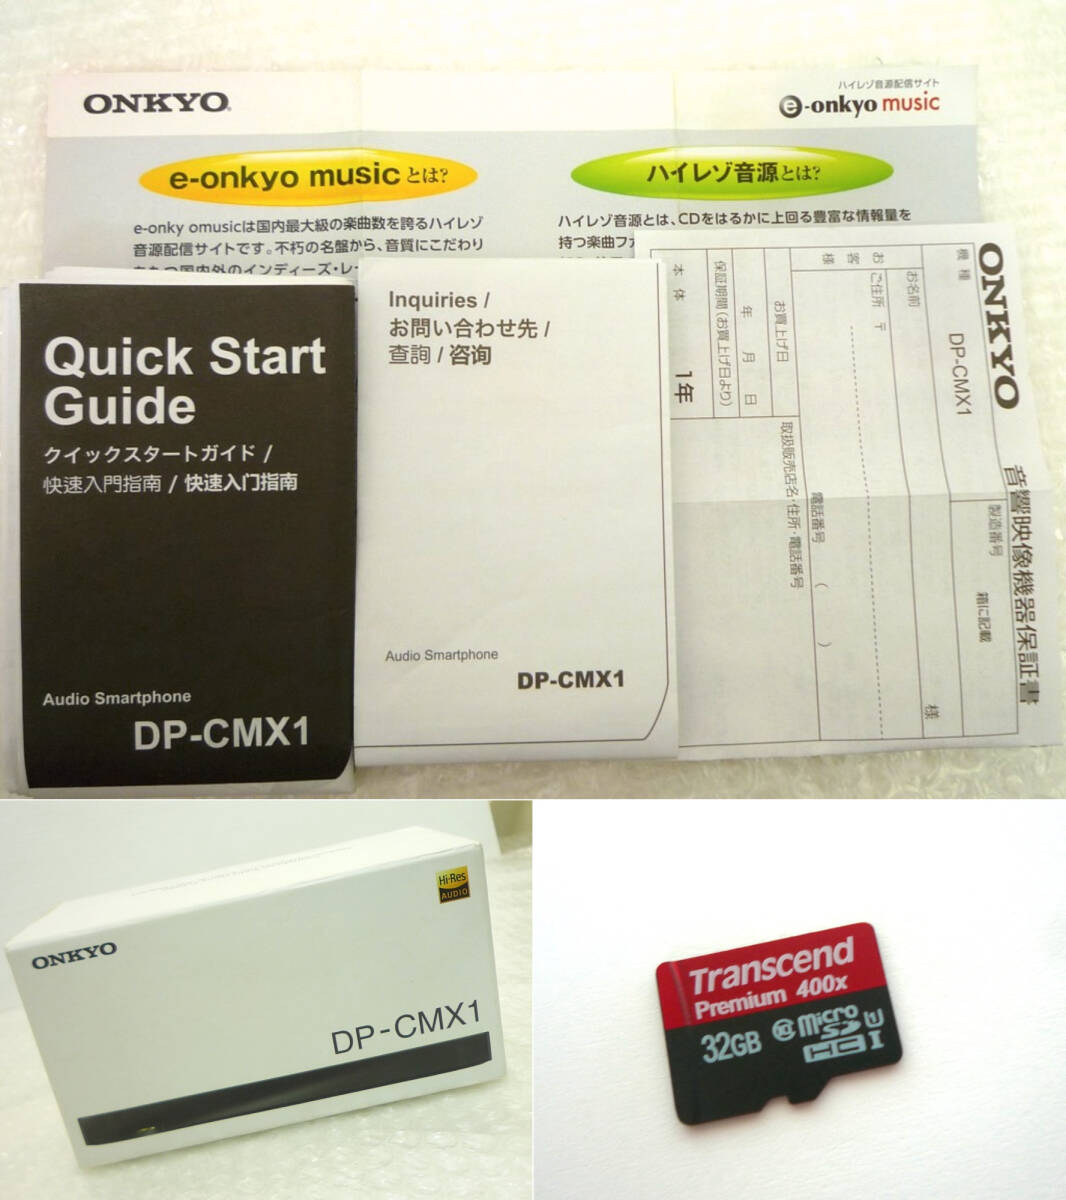 ONKYO®
ハイレゾ音源配信サイト
e-onkyo music
e-onkyo musicとは?
ハイレゾ音源とは?
e-onky omusicは国内最大級の楽曲数を誇るハイレゾ
音源配信サイトです。不朽の名盤から、音質にこだわり
ハイレゾ音源とは、CDをはるかに上回る豊富な情報量を
持つ楽曲フ
Quick Start
Guide
クイックスタートガイド /
快速入門指南 / 快速入门指南
Audio Smartphone
DP-CMX1
Inquiries /
お問い合わせ先 /
查詢 / 咨询
Audio Smartphone
DP-CMX1
ONKYO 音響映像機器保証書
機種 DP-CMX1
製造番号 箱に記載
お客様
お名前 様
ご住所 〒
電話番号 ( )
お買上げ日
年 月 日
取扱販売店名・住所・電話番号
保証期間(お買上げ日より)
本体 1年
ONKYO
Hi-Res
AUDIO
DP-CMX1
Transcend
Premium 400x
32GB 10 micro SD HC I U1